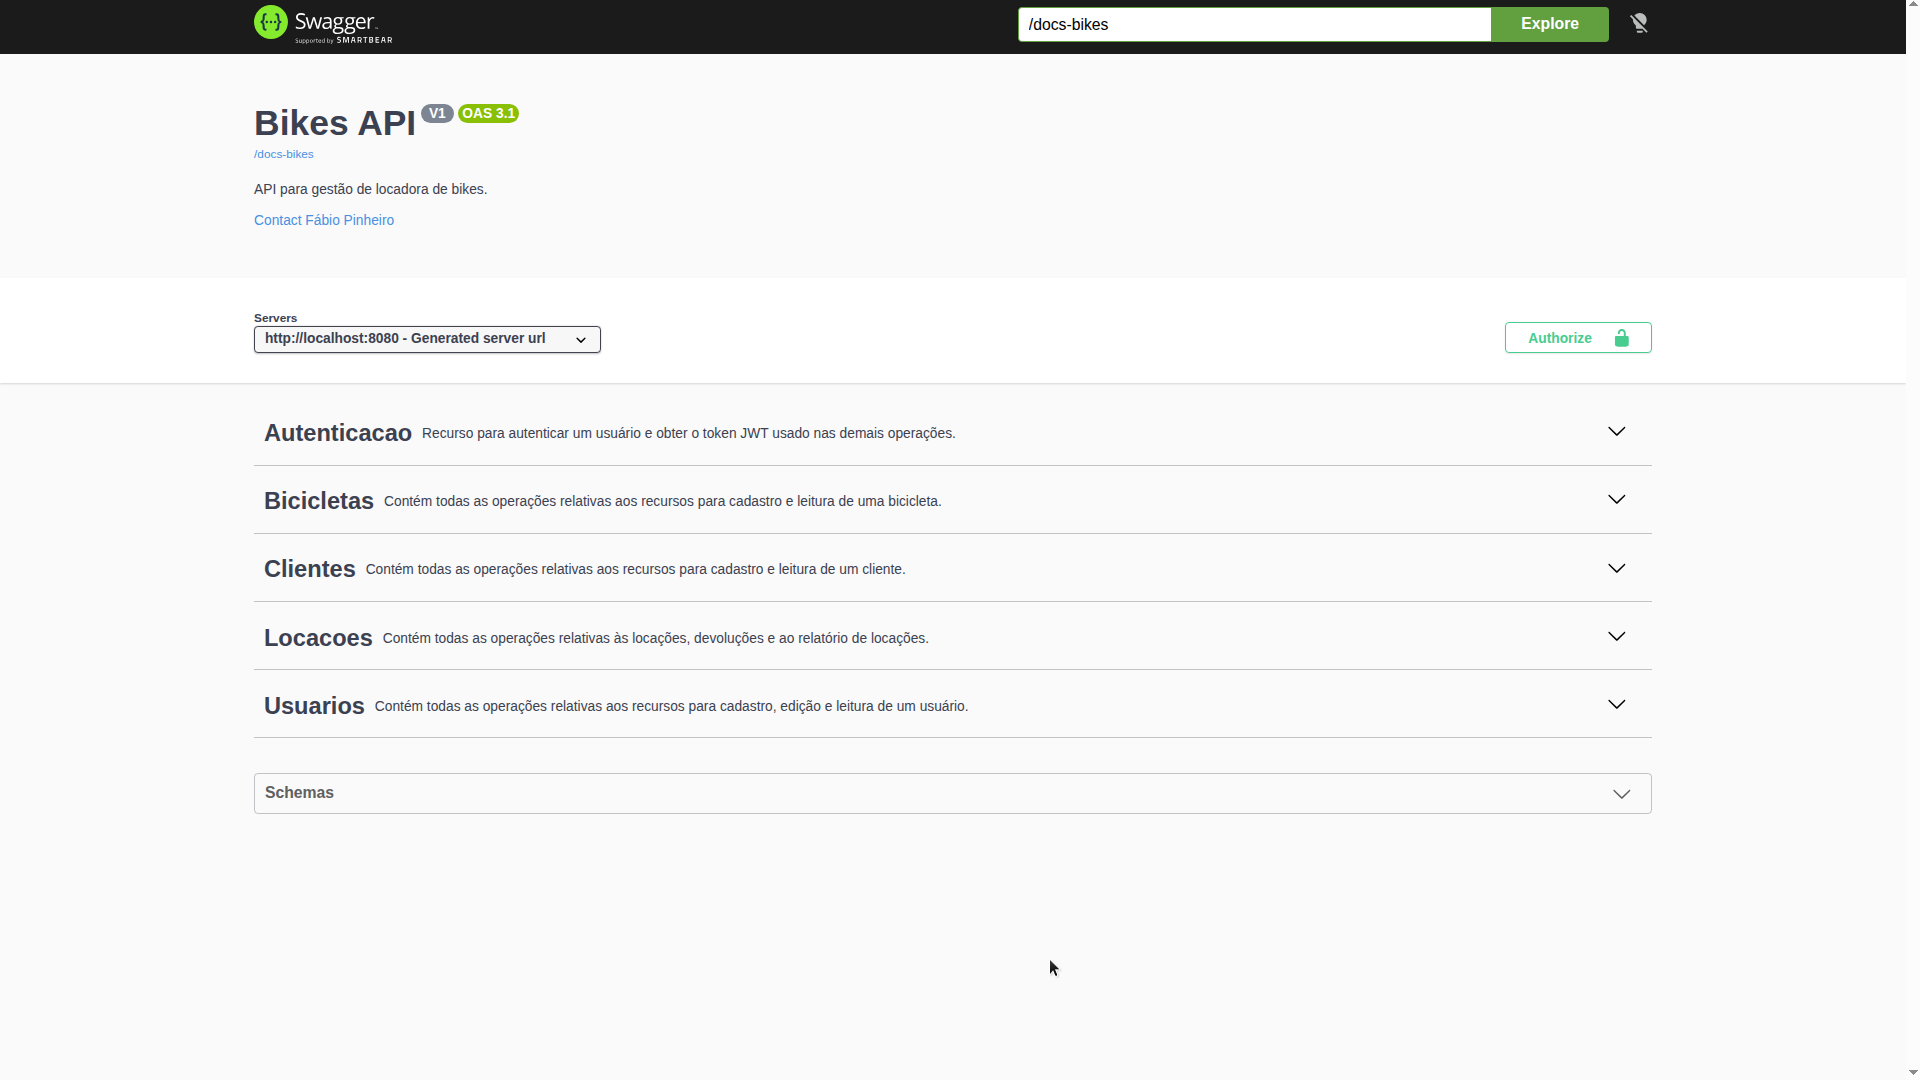 Swagger
Supported by SMARTBEAR
/docs-bikes
Explore
Bikes API V1 OAS 3.1
/docs-bikes
API para gestão de locadora de bikes.
Contact Fábio Pinheiro
Servers
http://localhost:8080 - Generated server url
Authorize
Autenticacao Recurso para autenticar um usuário e obter o token JWT usado nas demais operações.
Bicicletas Contém todas as operações relativas aos recursos para cadastro e leitura de uma bicicleta.
Clientes Contém todas as operações relativas aos recursos para cadastro e leitura de um cliente.
Locacoes Contém todas as operações relativas às locações, devoluções e ao relatório de locações.
Usuarios Contém todas as operações relativas aos recursos para cadastro, edição e leitura de um usuário.
Schemas